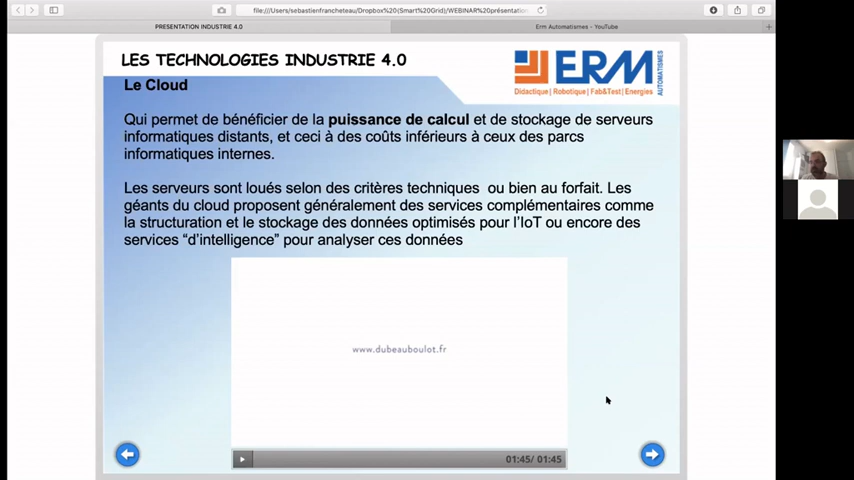 file:///Users/sebastienfrancheteau/Dropbox%20(Smart%20Grid)/WEBINAR%20présentation
PRESENTATION INDUSTRIE 4.0
Erm Automatismes - YouTube
LES TECHNOLOGIES INDUSTRIE 4.0
ERM
AUTOMATISMES
Didactique | Robotique | Fab&Test | Energies
Le Cloud
Qui permet de bénéficier de la puissance de calcul et de stockage de serveurs
informatiques distants, et ceci à des coûts inférieurs à ceux des parcs
informatiques internes.
Les serveurs sont loués selon des critères techniques ou bien au forfait. Les
géants du cloud proposent généralement des services complémentaires comme
la structuration et le stockage des données optimisés pour l'IoT ou encore des
services “d'intelligence” pour analyser ces données
www.dubeauboulot.fr
01:45/ 01:45